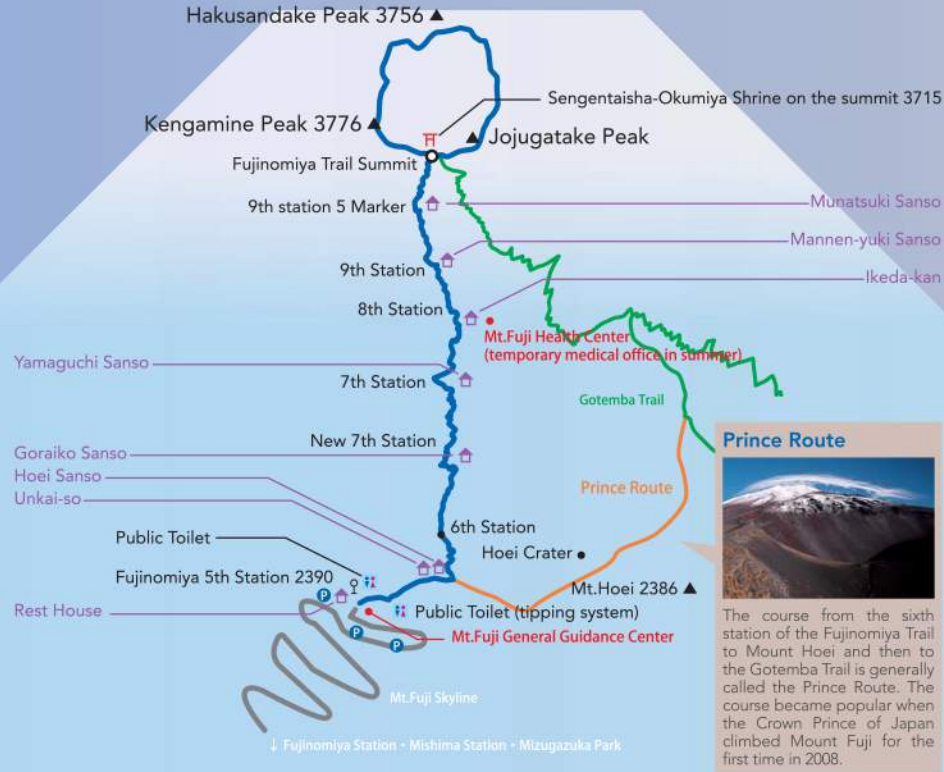 Hakusandake Peak 3756
Sengentaisha-Okumiya Shrine on the summit 3715
Kengamine Peak 3776
Jojugatake Peak
Fujinomiya Trail Summit
9th station 5 Marker
Munatsuki Sanso
Mannen-yuki Sanso
9th Station
Ikeda-kan
8th Station
Mt.Fuji Health Center
(temporary medical office in summer)
Yamaguchi Sanso
7th Station
Gotemba Trail
New 7th Station
Goraiko Sanso
Hoei Sanso
Unkai-so
Prince Route
6th Station
Public Toilet
Hoei Crater
Fujinomiya 5th Station 2390
Mt.Hoei 2386
P
Rest House
Public Toilet (tipping system)
P
Mt.Fuji General Guidance Center
P
Mt.Fuji Skyline
↓ Fujinomiya Station・Mishima Station・Mizugazuka Park
Prince Route
The course from the sixth
station of the Fujinomiya Trail
to Mount Hoei and then to
the Gotemba Trail is generally
called the Prince Route. The
course became popular when
the Crown Prince of Japan
climbed Mount Fuji for the
first time in 2008.